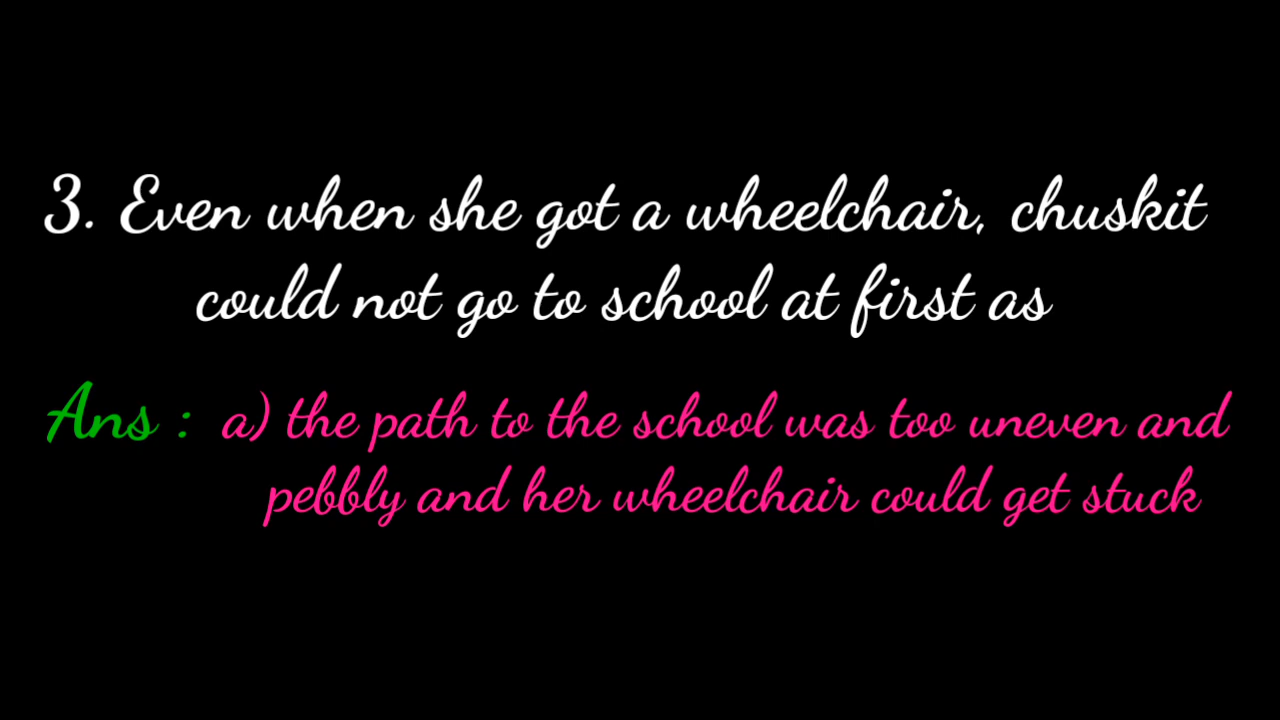 3. Even when she got a wheelchair, chuskit
could not go to school at first as
Ans : a) the path to the school was too uneven and
pebbly and her wheelchair could get stuck